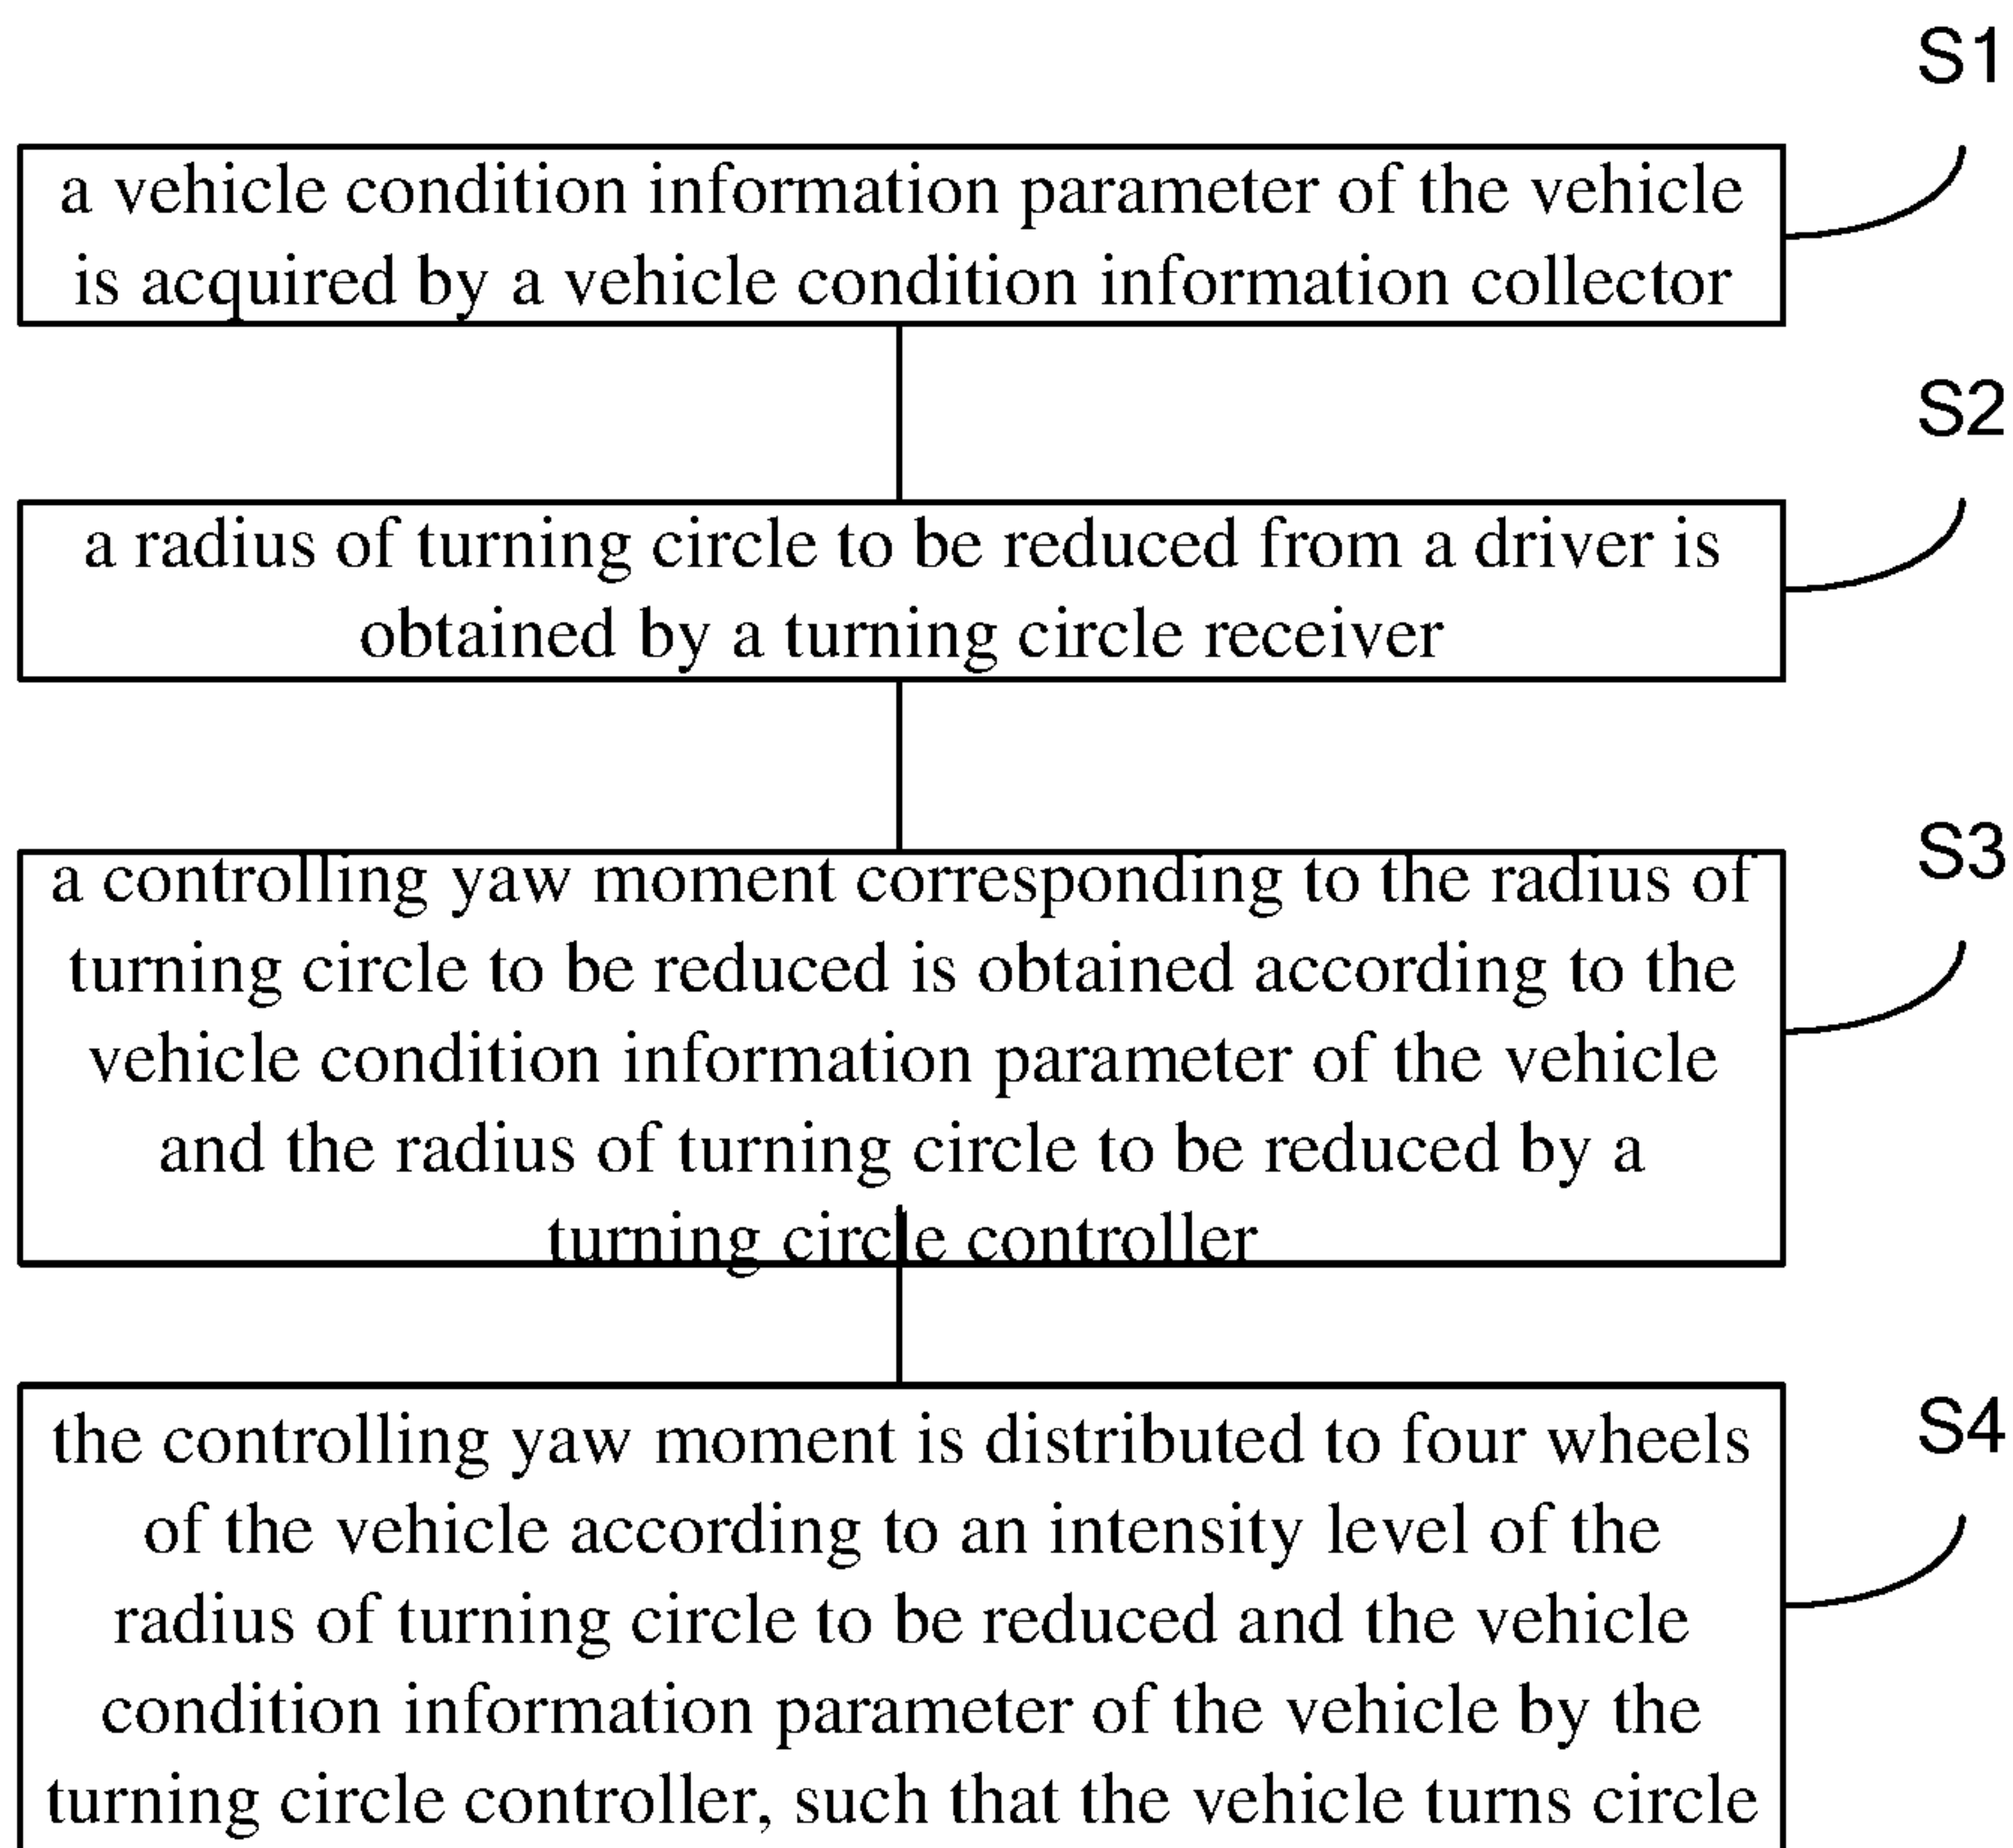 S1
a vehicle condition information parameter of the vehicle
is acquired by a vehicle condition information collector
S2
a radius of turning circle to be reduced from a driver is
obtained by a turning circle receiver
S3
a controlling yaw moment corresponding to the radius of
turning circle to be reduced is obtained according to the
vehicle condition information parameter of the vehicle
and the radius of turning circle to be reduced by a
turning circle controller
S4
the controlling yaw moment is distributed to four wheels
of the vehicle according to an intensity level of the
radius of turning circle to be reduced and the vehicle
condition information parameter of the vehicle by the
turning circle controller, such that the vehicle turns circle